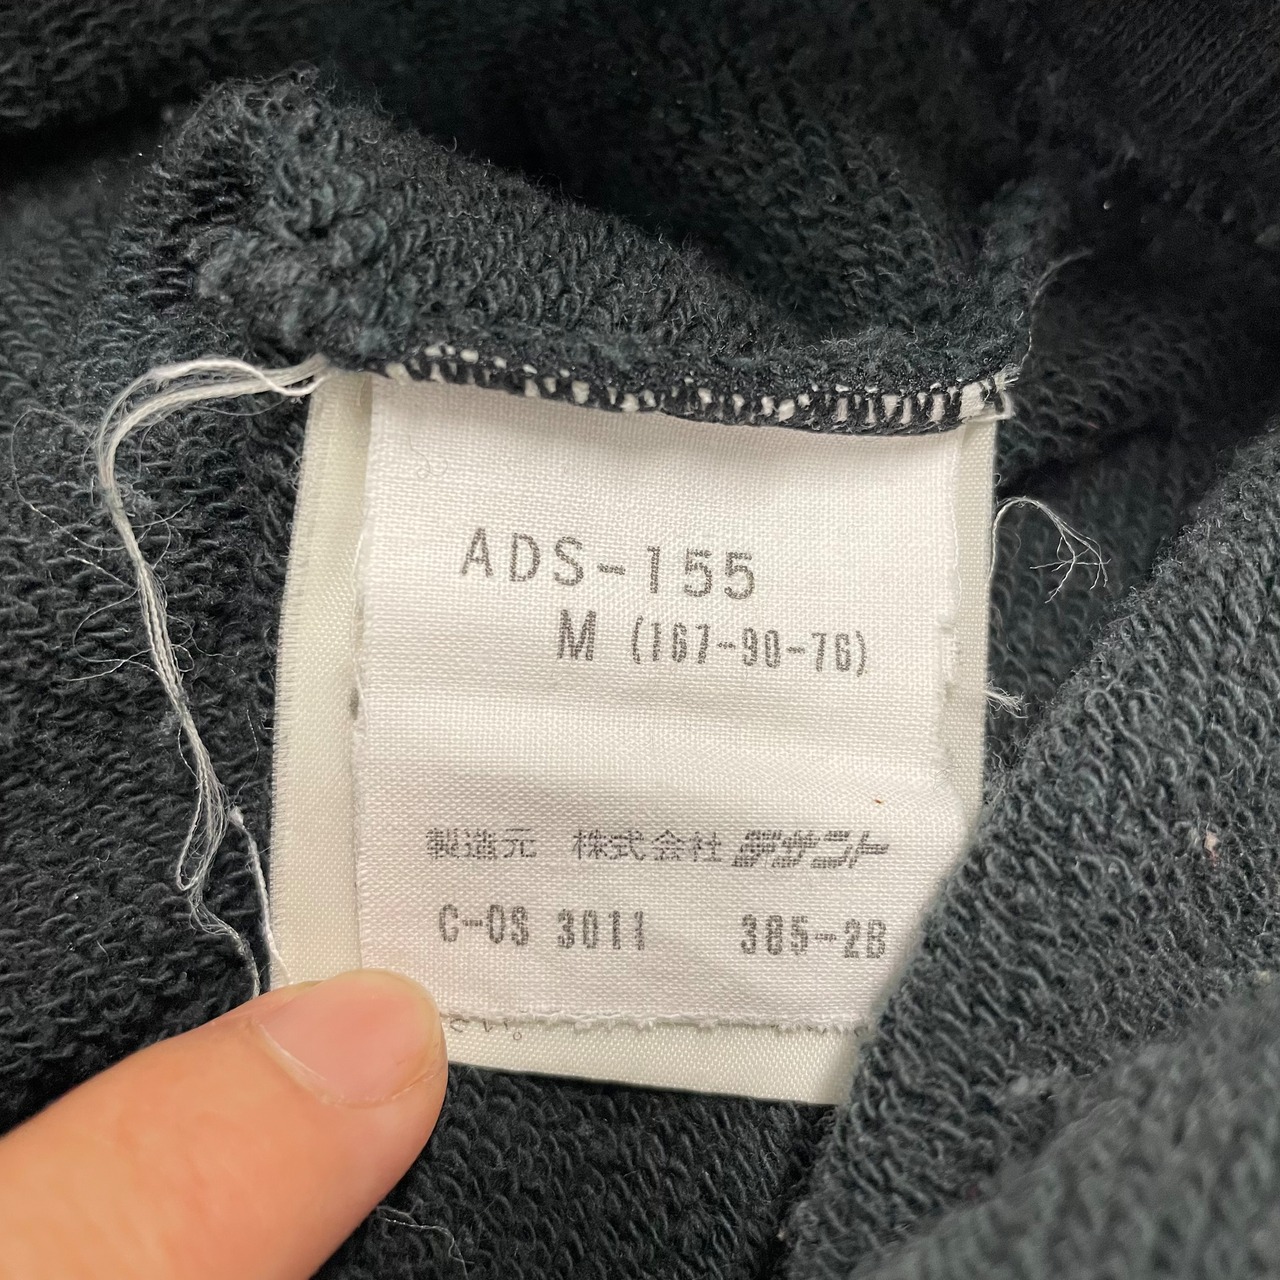 ADS-155
M (167-90-76)
製造元 株式会社デサント
C-OS 3011 385-2B